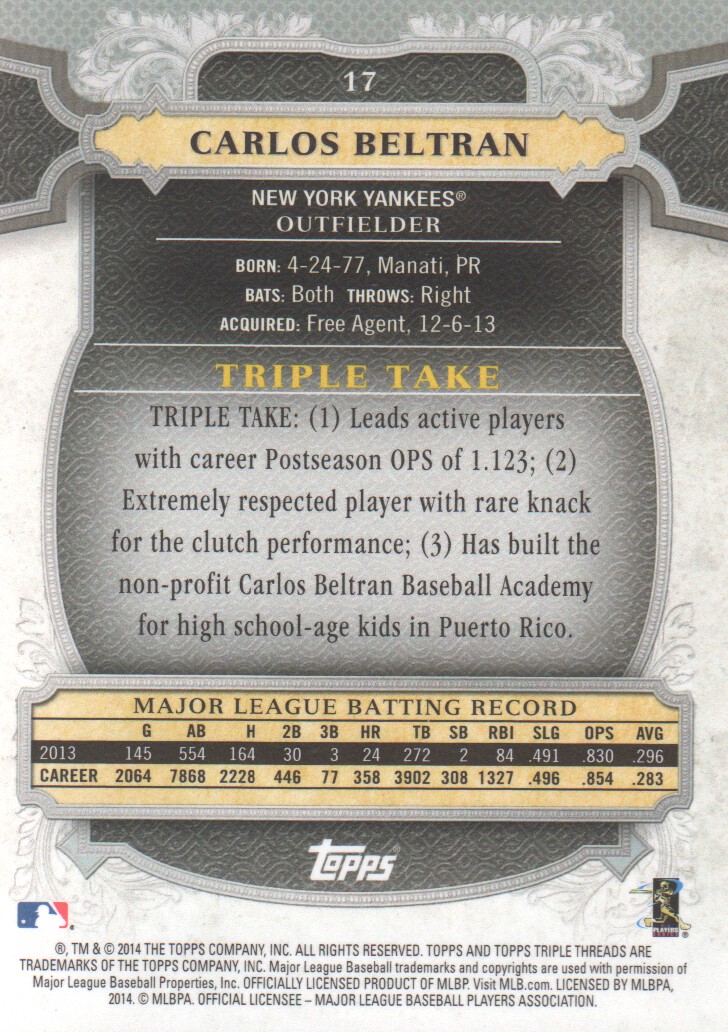 17
CARLOS BELTRAN
NEW YORK YANKEES®
OUTFIELDER
BORN: 4-24-77, Manati, PR
BATS: Both THROWS: Right
ACQUIRED: Free Agent, 12-6-13
TRIPLE TAKE
TRIPLE TAKE: (1) Leads active players
with career Postseason OPS of 1.123; (2)
Extremely respected player with rare knack
for the clutch performance; (3) Has built the
non-profit Carlos Beltran Baseball Academy
for high school-age kids in Puerto Rico.
MAJOR LEAGUE BATTING RECORD
G AB H 2B 3B HR TB SB RBI SLG OPS AVG
2013 145 554 164 30 3 24 272 2 84 .491 .830 .296
CAREER 2064 7868 2228 446 77 358 3902 308 1327 .496 .854 .283
Topps®
PLAYERS
®, TM & © 2014 THE TOPPS COMPANY, INC. ALL RIGHTS RESERVED. TOPPS AND TOPPS TRIPLE THREADS ARE
TRADEMARKS OF THE TOPPS COMPANY, INC. Major League Baseball trademarks and copyrights are used with permission of
Major League Baseball Properties, Inc. OFFICIALLY LICENSED PRODUCT OF MLBP. Visit MLB.com. LICENSED BY MLBPA,
2014. © MLBPA. OFFICIAL LICENSEE – MAJOR LEAGUE BASEBALL PLAYERS ASSOCIATION.